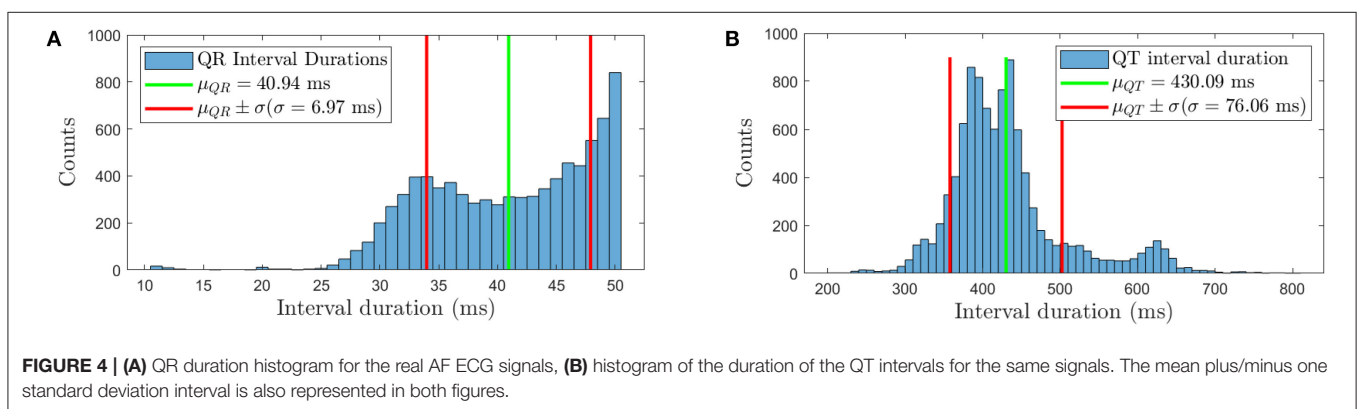 A
1000
800
600
400
200
0
Counts
QR Interval Durations
μQR = 40.94 ms
μQR ± σ(σ = 6.97 ms)
10 15 20 25 30 35 40 45 50
Interval duration (ms)
B
1000
800
600
400
200
0
Counts
QT interval duration
μQT = 430.09 ms
μQT ± σ(σ = 76.06 ms)
200 300 400 500 600 700 800
Interval duration (ms)
FIGURE 4 | (A) QR duration histogram for the real AF ECG signals, (B) histogram of the duration of the QT intervals for the same signals. The mean plus/minus one
standard deviation interval is also represented in both figures.